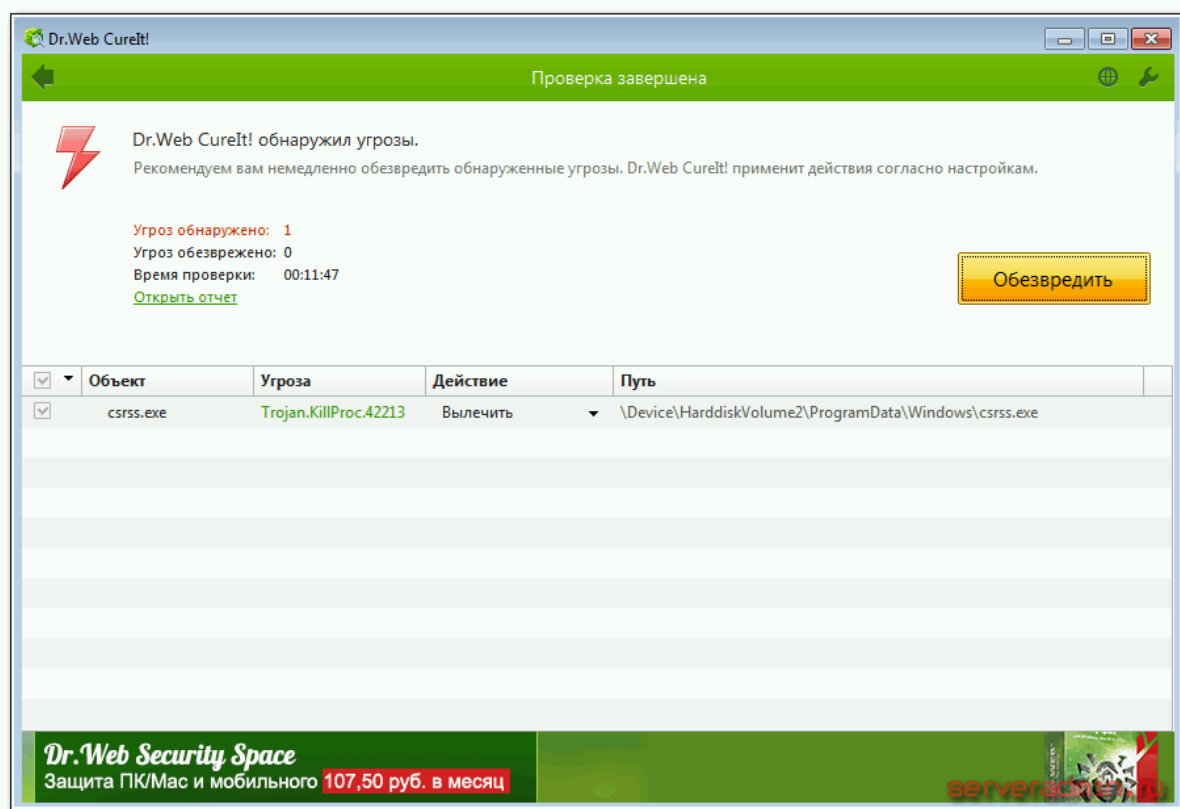 Dr.Web CureIt!
Проверка завершена
Dr.Web CureIt! обнаружил угрозы.
Рекомендуем вам немедленно обезвредить обнаруженные угрозы. Dr.Web CureIt! применит действия согласно настройкам.
Угроз обнаружено: 1
Угроз обезврежено: 0
Время проверки: 00:11:47
Открыть отчет
Обезвредить
Объект Угроза Действие Путь
csrss.exe Trojan.KillProc.42213 Вылечить \Device\HarddiskVolume2\ProgramData\Windows\csrss.exe
Dr.Web Security Space
Защита ПК/Mac и мобильного 107,50 руб. в месяц